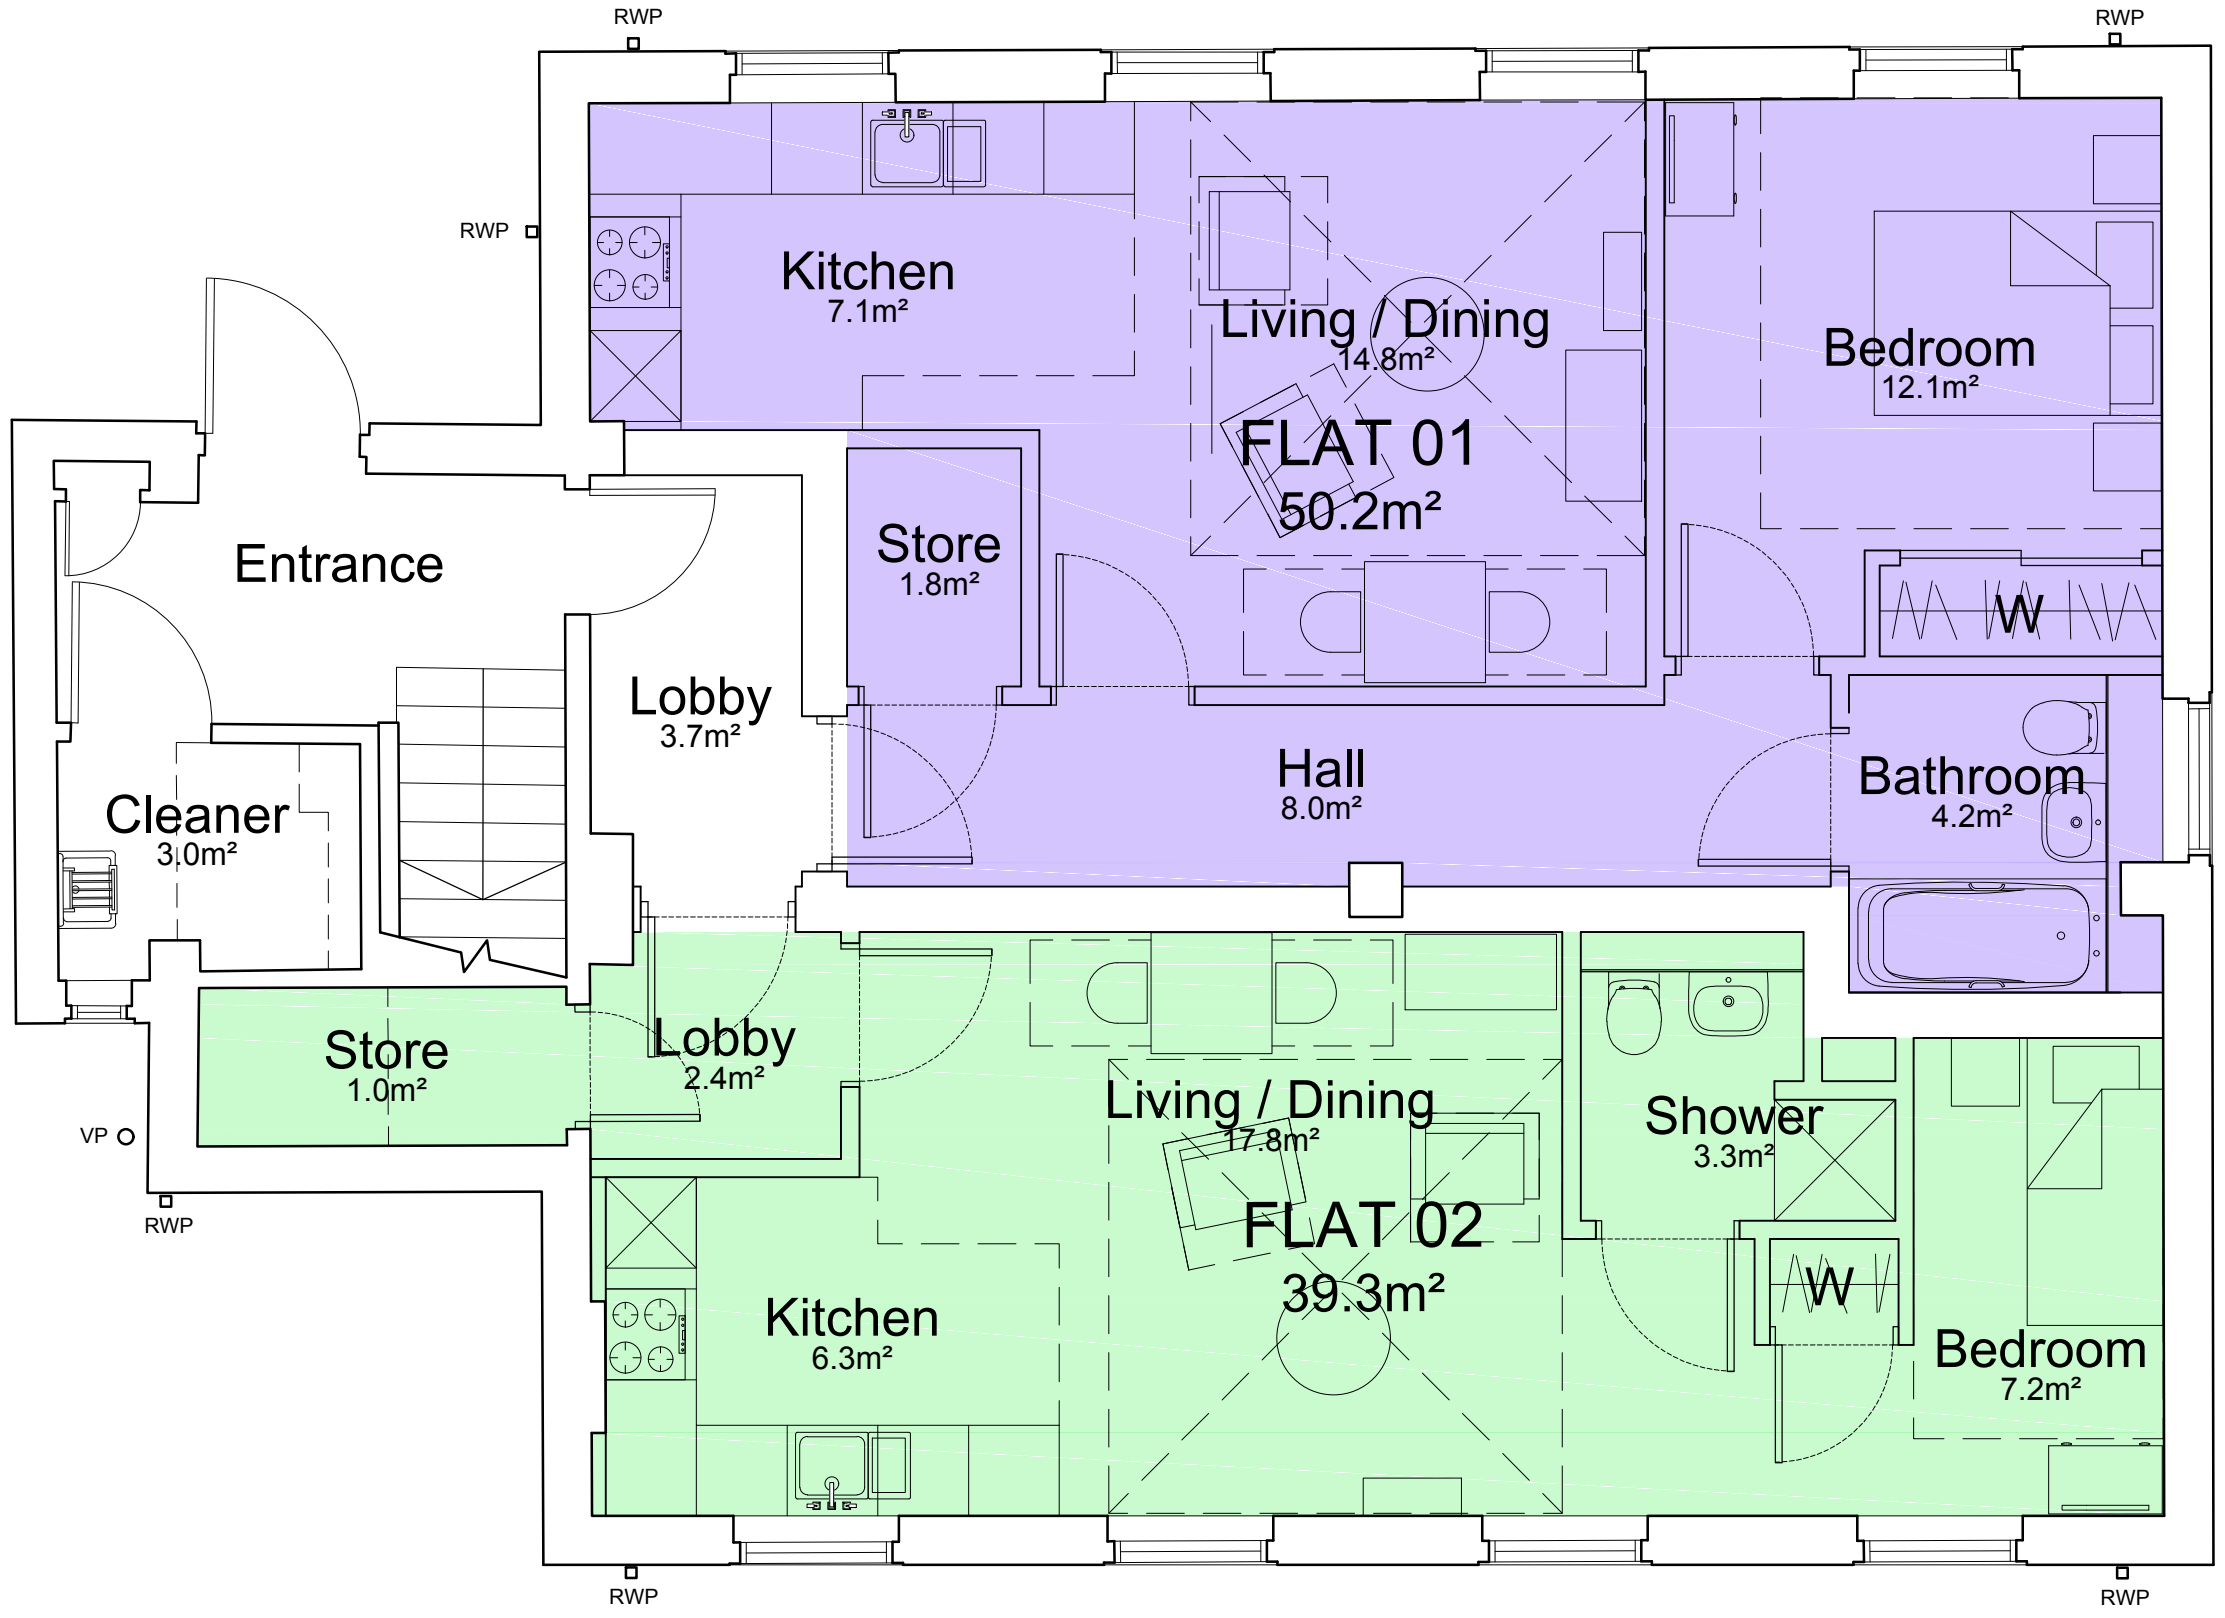 RWP
RWP
RWP
Kitchen
7.1m²
Living / Dining
14.8m²
Bedroom
12.1m²
FLAT 01
50.2m²
Store
1.8m²
Entrance
W
Lobby
3.7m²
Hall
8.0m²
Bathroom
4.2m²
Cleaner
3.0m²
Store
1.0m²
Lobby
2.4m²
Living / Dining
17.8m²
Shower
3.3m²
VP
RWP
FLAT 02
39.3m²
W
Kitchen
6.3m²
Bedroom
7.2m²
RWP
RWP